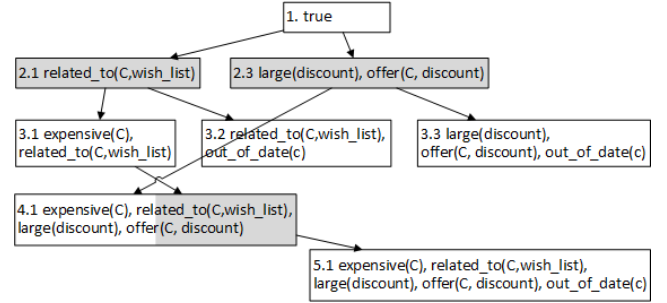 1. true
2.1 related_to(C,wish_list)
2.3 large(discount), offer(C, discount)
3.1 expensive(C),
related_to(C,wish_list)
3.2 related_to(C,wish_list),
out_of_date(c)
3.3 large(discount),
offer(C, discount), out_of_date(c)
4.1 expensive(C), related_to(C,wish_list),
large(discount), offer(C, discount)
5.1 expensive(C), related_to(C,wish_list),
large(discount), offer(C, discount), out_of_date(c)